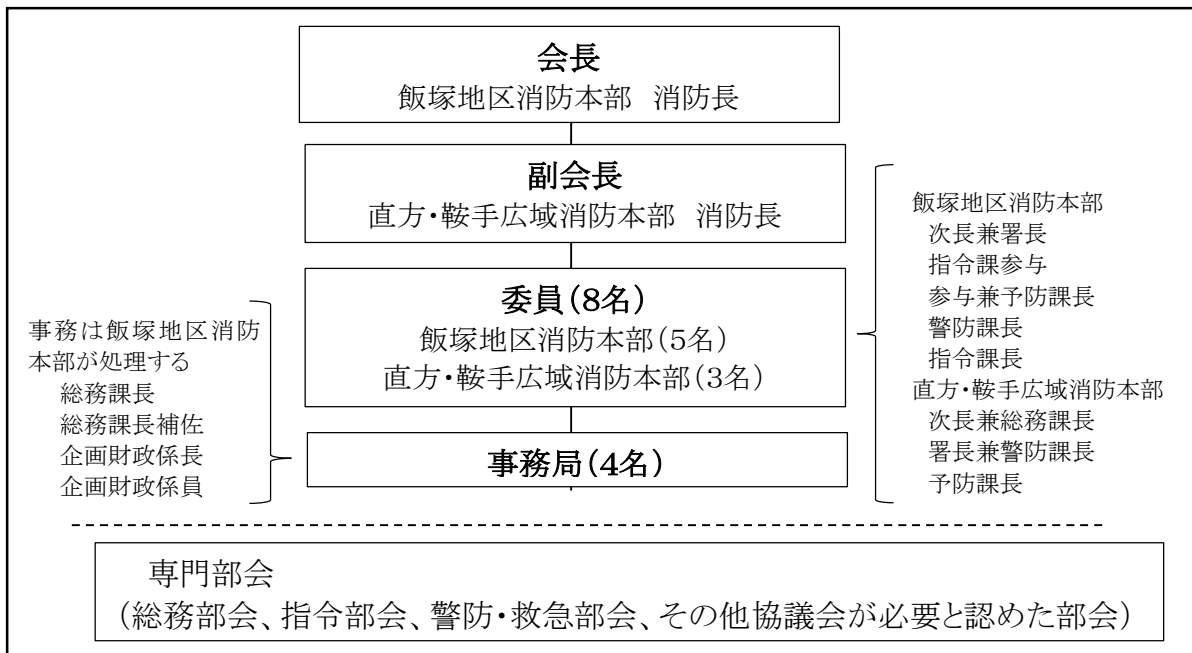 会長
飯塚地区消防本部 消防長
副会長
直方・鞍手広域消防本部 消防長
委員(8名)
飯塚地区消防本部(5名)
直方・鞍手広域消防本部(3名)
事務局(4名)
事務は飯塚地区消防
本部が処理する
総務課長
総務課長補佐
企画財政係長
企画財政係員
飯塚地区消防本部
次長兼署長
指令課参与
参与兼予防課長
警防課長
指令課長
直方・鞍手広域消防本部
次長兼総務課長
署長兼警防課長
予防課長
専門部会
(総務部会、指令部会、警防・救急部会、その他協議会が必要と認めた部会)